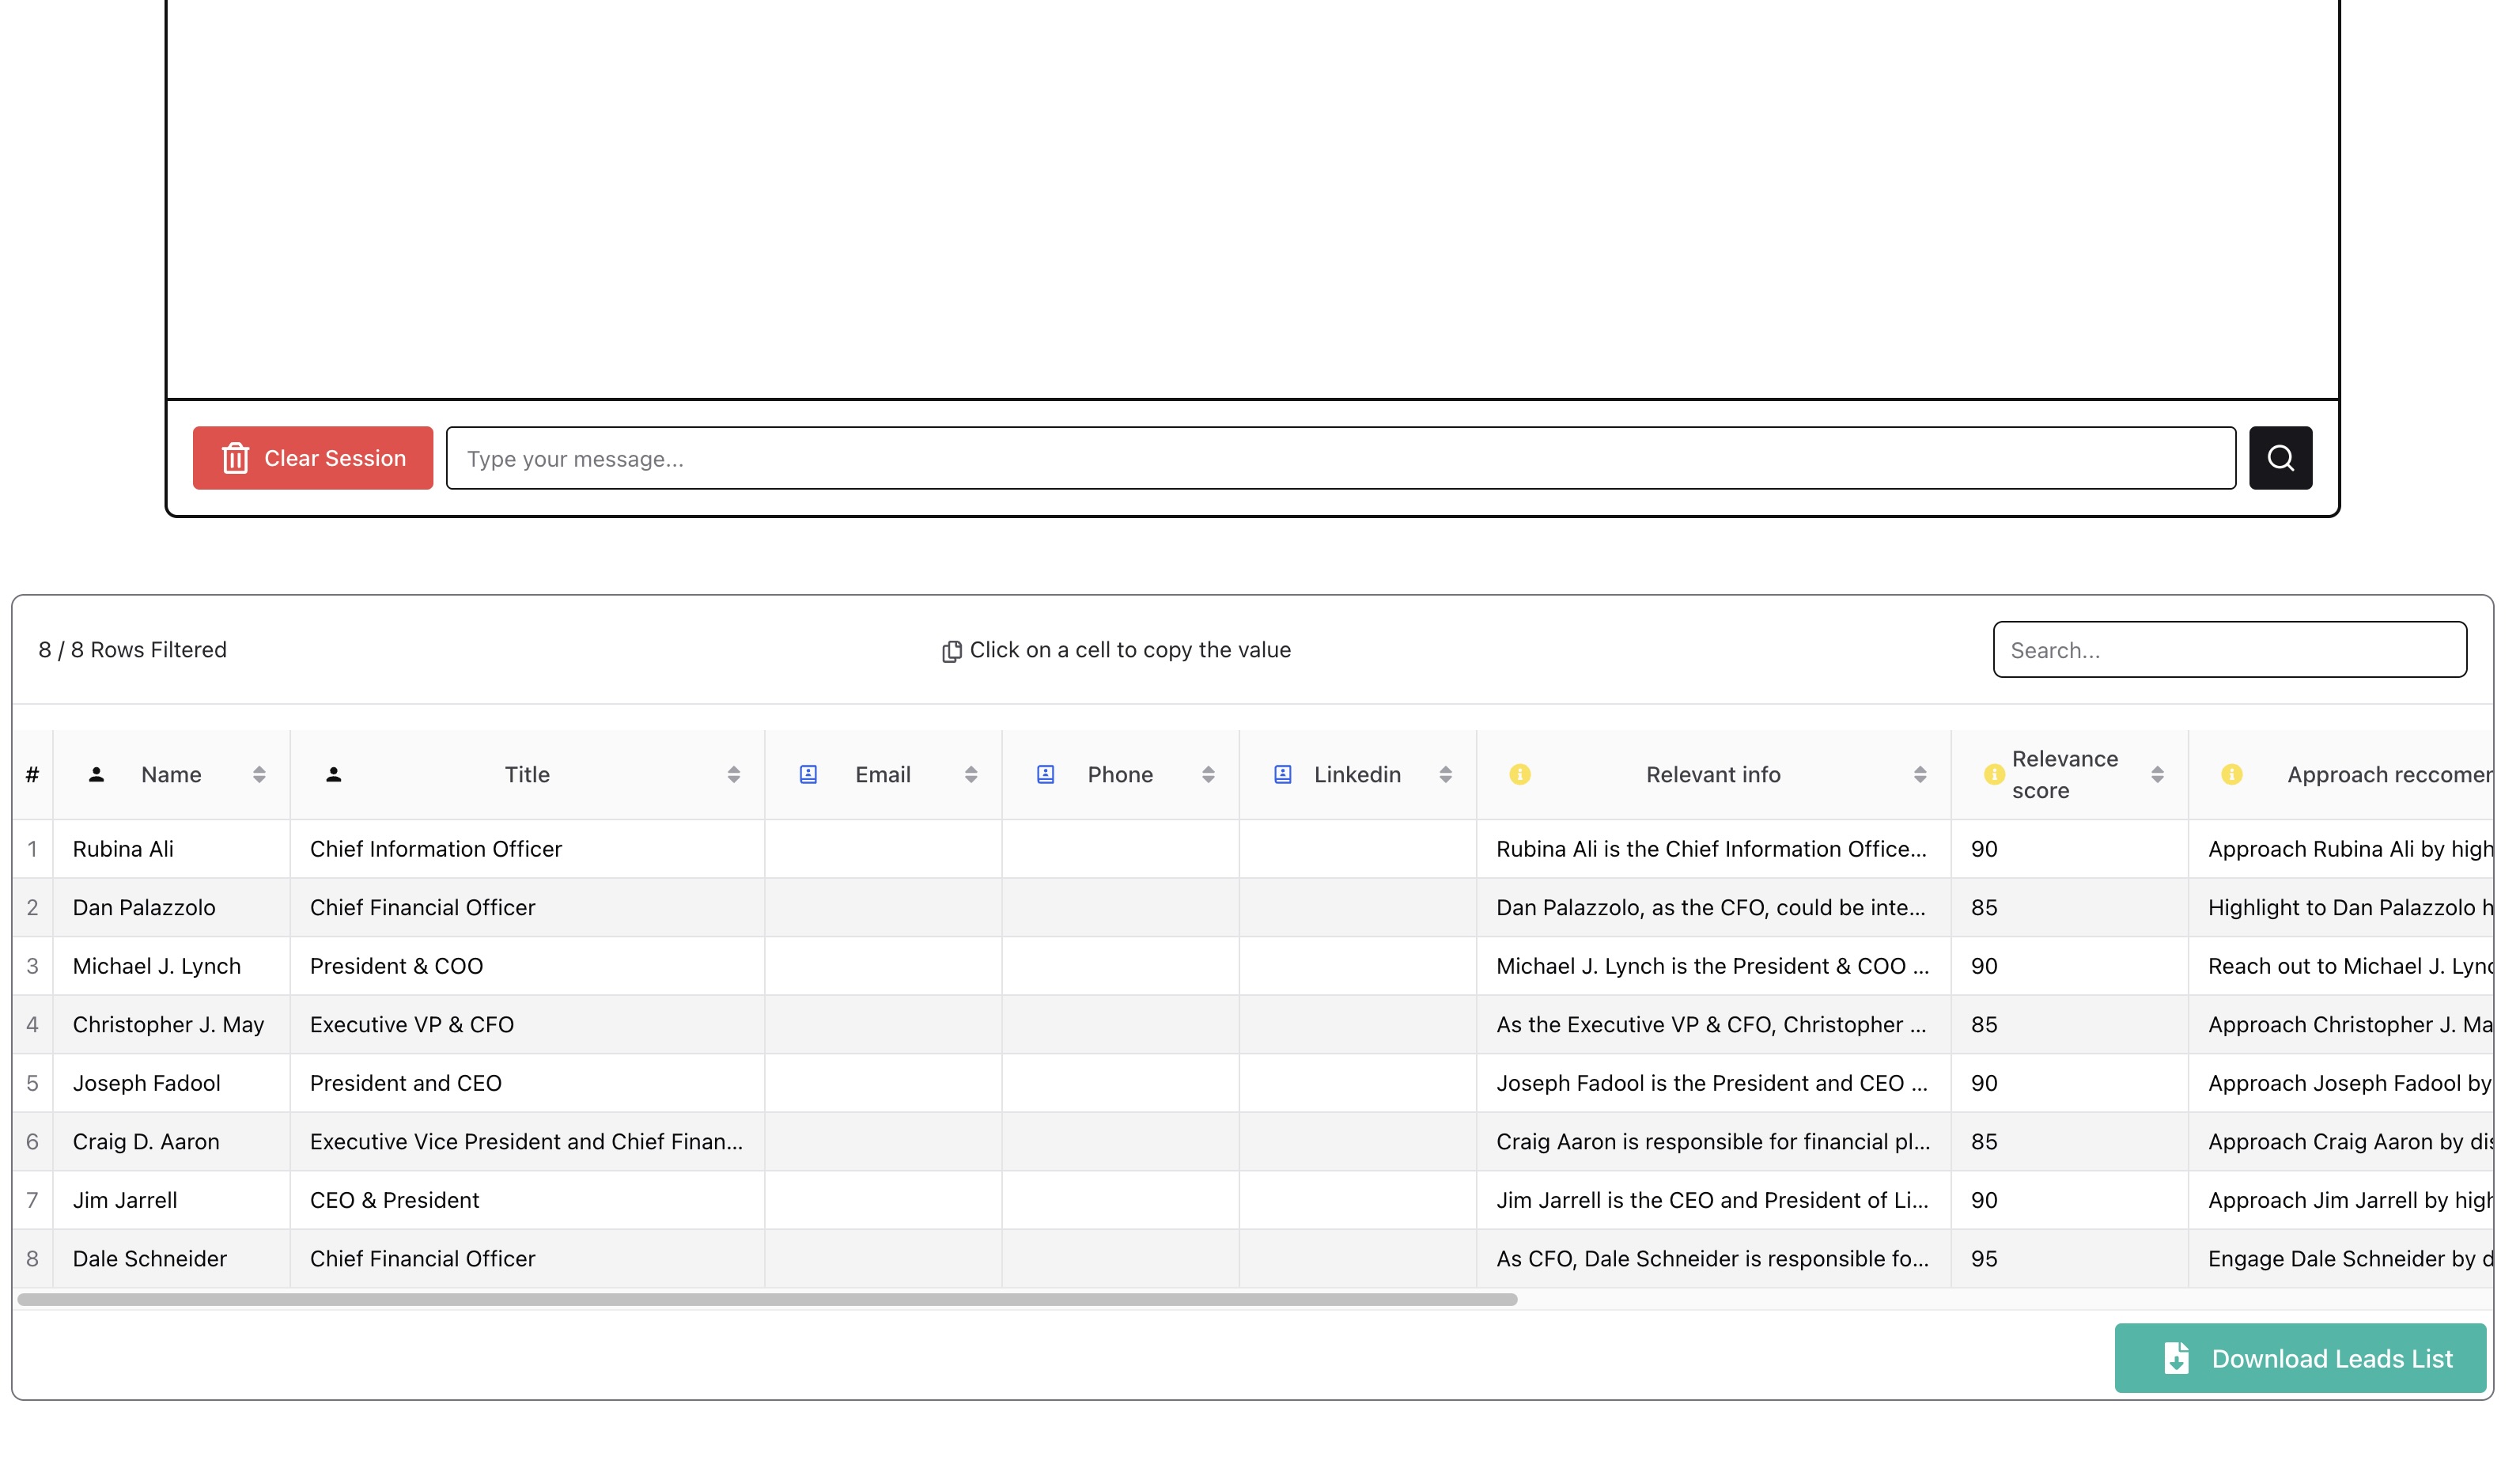 Clear Session
Type your message...
8 / 8 Rows Filtered
Click on a cell to copy the value
Search...
# Name Title Email Phone Linkedin Relevant info Relevance score Approach reccomer
1 Rubina Ali Chief Information Officer Rubina Ali is the Chief Information Office... 90 Approach Rubina Ali by high
2 Dan Palazzolo Chief Financial Officer Dan Palazzolo, as the CFO, could be inte... 85 Highlight to Dan Palazzolo h
3 Michael J. Lynch President & COO Michael J. Lynch is the President & COO ... 90 Reach out to Michael J. Lync
4 Christopher J. May Executive VP & CFO As the Executive VP & CFO, Christopher ... 85 Approach Christopher J. Ma
5 Joseph Fadool President and CEO Joseph Fadool is the President and CEO ... 90 Approach Joseph Fadool by
6 Craig D. Aaron Executive Vice President and Chief Finan... Craig Aaron is responsible for financial pl... 85 Approach Craig Aaron by dis
7 Jim Jarrell CEO & President Jim Jarrell is the CEO and President of Li... 90 Approach Jim Jarrell by high
8 Dale Schneider Chief Financial Officer As CFO, Dale Schneider is responsible fo... 95 Engage Dale Schneider by d
Download Leads List